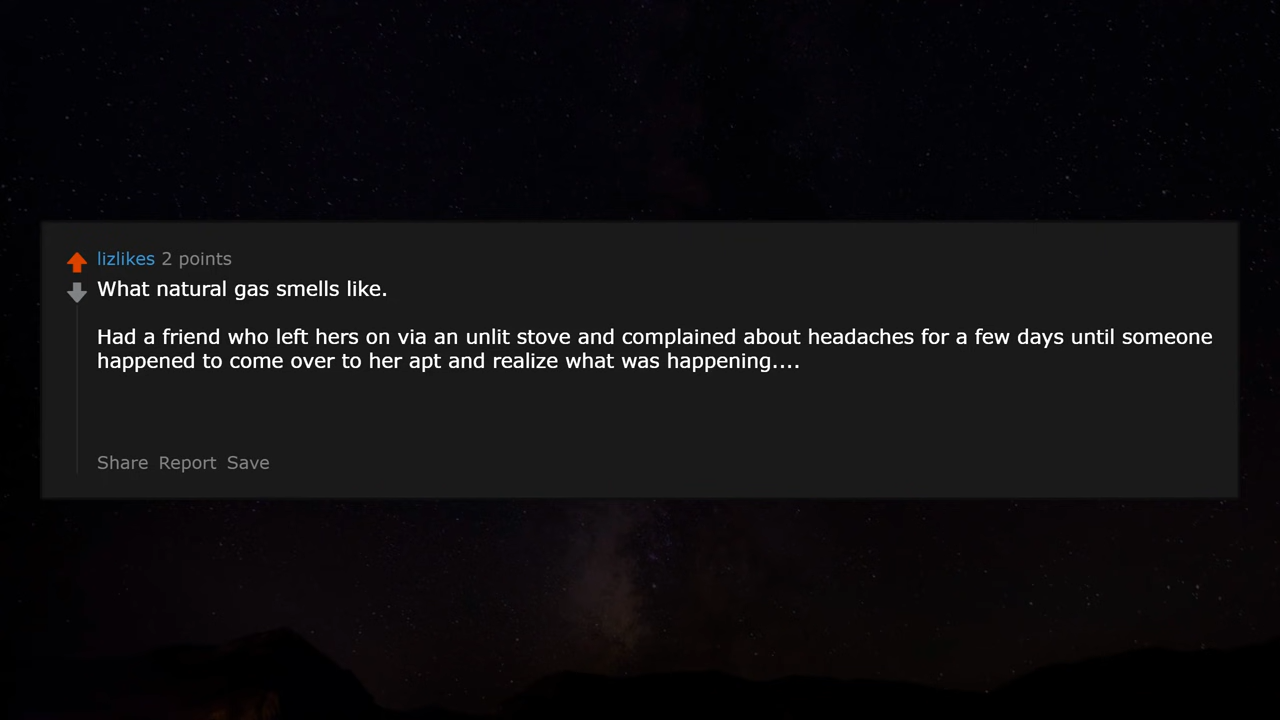 lizlikes 2 points
What natural gas smells like.
Had a friend who left hers on via an unlit stove and complained about headaches for a few days until someone
happened to come over to her apt and realize what was happening....
Share Report Save